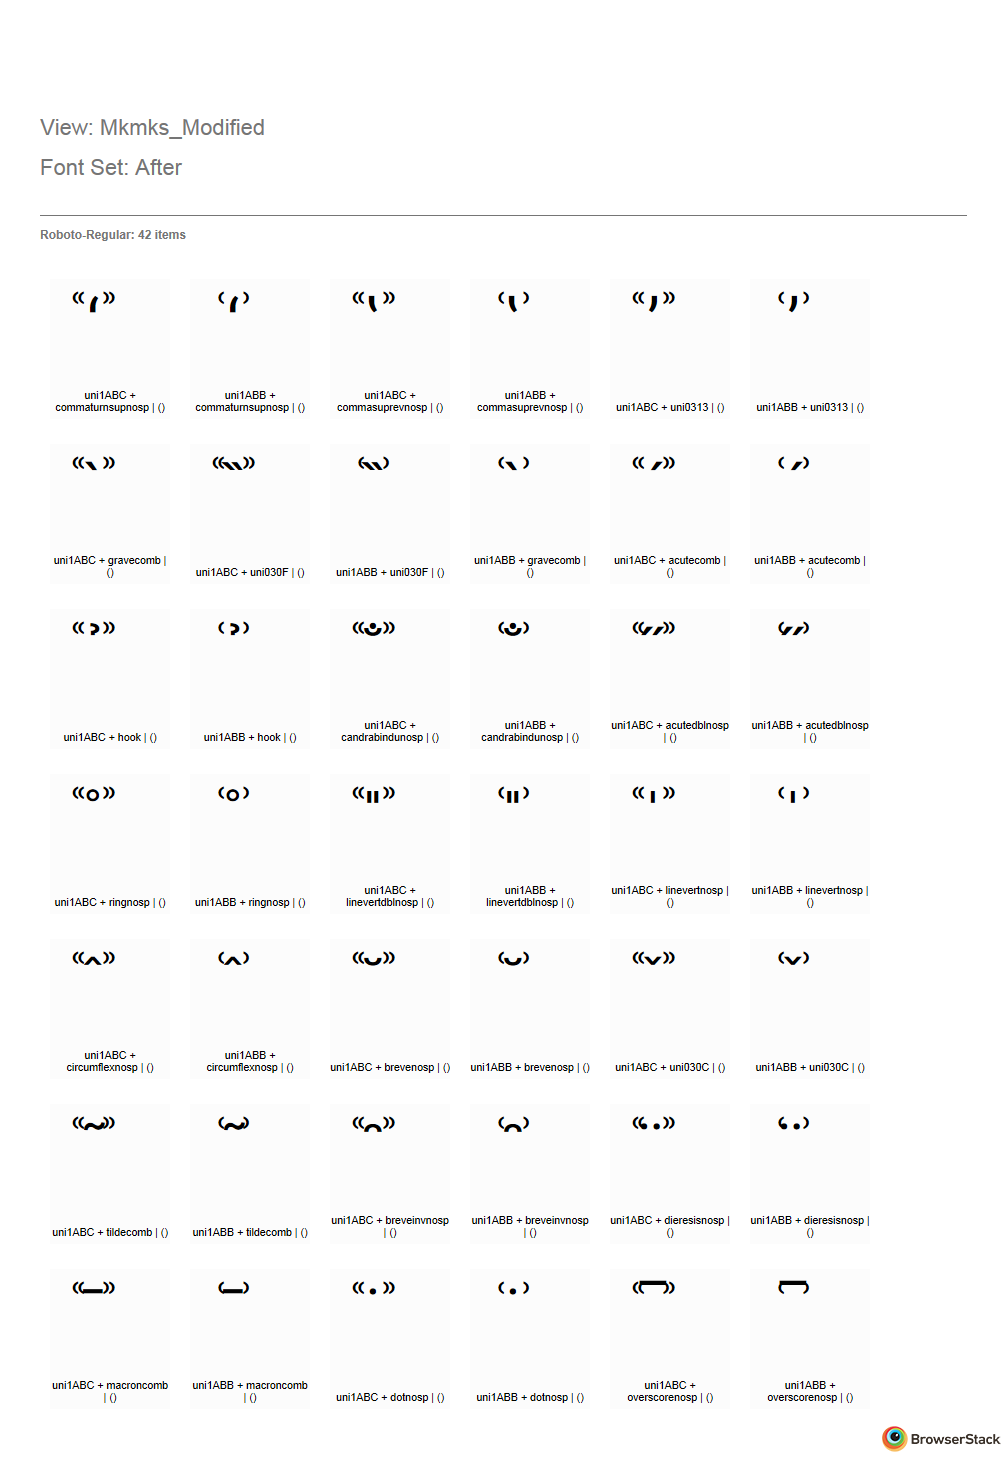 View: Mkmks_Modified
Font Set: After
Roboto-Regular: 42 items
uni1ABC +
commaturnsupnosp | ()
uni1ABB +
commaturnsupnosp | ()
uni1ABC +
commasuprevnosp | ()
uni1ABB +
commasuprevnosp | ()
uni1ABC + uni0313 | ()
uni1ABB + uni0313 | ()
uni1ABC + gravecomb |
()
uni1ABC + uni030F | ()
uni1ABB + uni030F | ()
uni1ABB + gravecomb |
()
uni1ABC + acutecomb |
()
uni1ABB + acutecomb |
()
uni1ABC + hook | ()
uni1ABB + hook | ()
uni1ABC +
candrabindunosp | ()
uni1ABB +
candrabindunosp | ()
uni1ABC + acutedblnosp
| ()
uni1ABB + acutedblnosp
| ()
uni1ABC + ringnosp | ()
uni1ABB + ringnosp | ()
uni1ABC +
linevertdblnosp | ()
uni1ABB +
linevertdblnosp | ()
uni1ABC + linevertnosp |
()
uni1ABB + linevertnosp |
()
uni1ABC +
circumflexnosp | ()
uni1ABB +
circumflexnosp | ()
uni1ABC + brevenosp | ()
uni1ABB + brevenosp | ()
uni1ABC + uni030C | ()
uni1ABB + uni030C | ()
uni1ABC + tildecomb | ()
uni1ABB + tildecomb | ()
uni1ABC + breveinvnosp
| ()
uni1ABB + breveinvnosp
| ()
uni1ABC + dieresisnosp |
()
uni1ABB + dieresisnosp |
()
uni1ABC + macroncomb
| ()
uni1ABB + macroncomb
| ()
uni1ABC + dotnosp | ()
uni1ABB + dotnosp | ()
uni1ABC +
overscorenosp | ()
uni1ABB +
overscorenosp | ()
BrowserStack